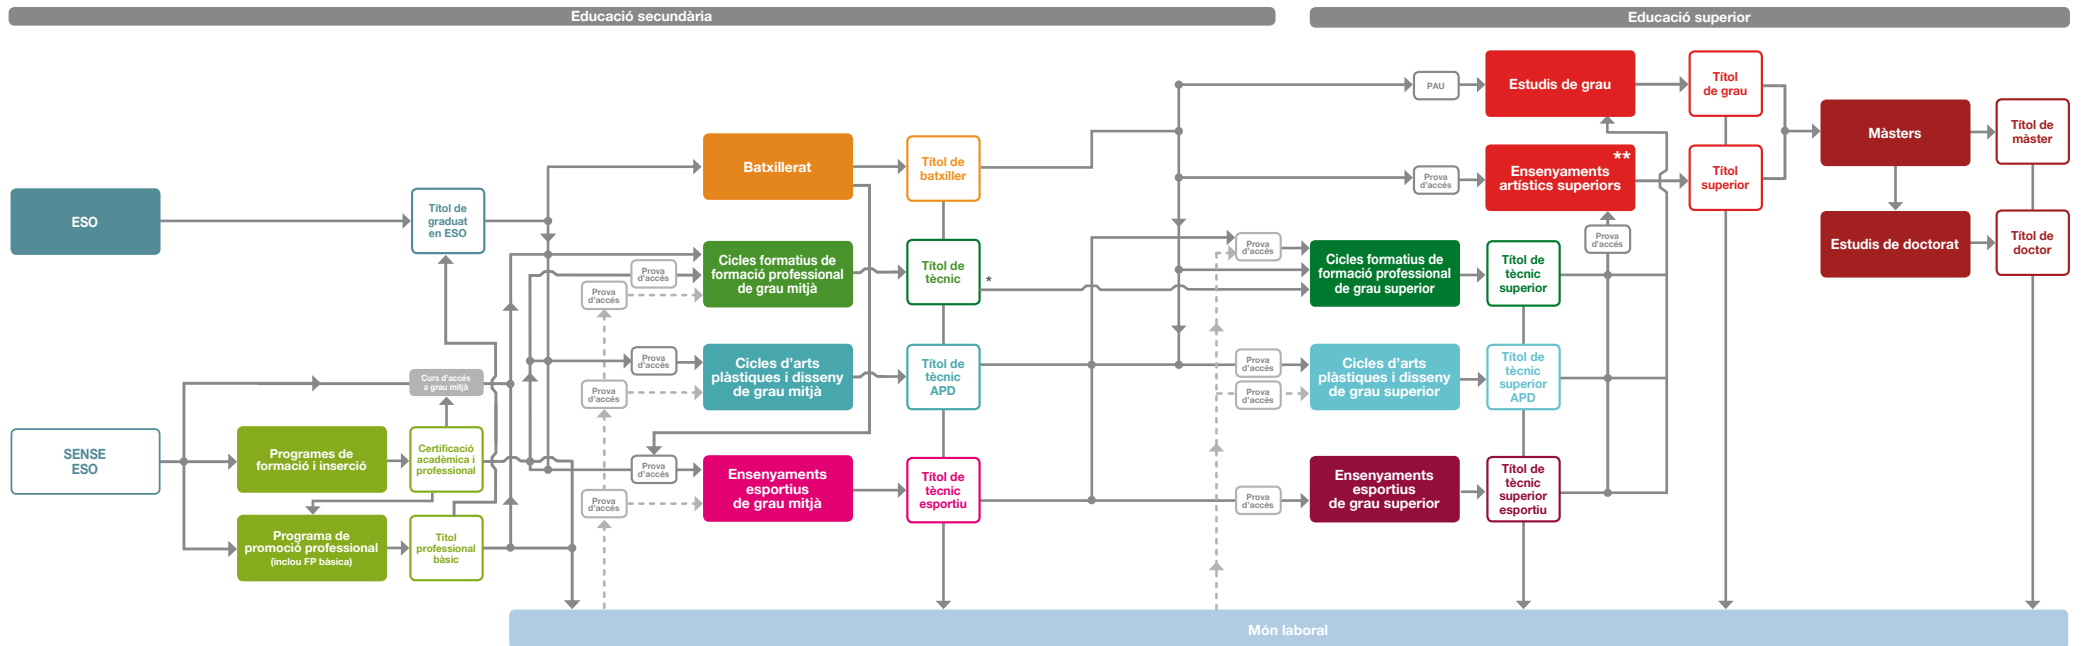 Educació secundària
Educació superior
ESO
SENSE
ESO
Títol de
graduat
en ESO
Curs d'accés
a grau mitjà
Programes de
formació i inserció
Certificació
acadèmica i
professional
Programa de
promoció professional
(inclou FP bàsica)
Títol
professional
bàsic
Prova
d'accés
Prova
d'accés
Prova
d'accés
Prova
d'accés
Prova
d'accés
Prova
d'accés
Batxillerat
Cicles formatius de
formació professional
de grau mitjà
Cicles d'arts
plàstiques i disseny
de grau mitjà
Ensenyaments
esportius
de grau mitjà
Títol de
batxiller
Títol de
tècnic
*
Títol de
tècnic
APD
Títol de
tècnic
esportiu
PAU
Prova
d'accés
Prova
d'accés
Prova
d'accés
Prova
d'accés
Prova
d'accés
Estudis de grau
**
Ensenyaments
artístics superiors
Prova
d'accés
Cicles formatius de
formació professional
de grau superior
Cicles d'arts
plàstiques i disseny
de grau superior
Ensenyaments
esportius
de grau superior
Títol de
tècnic
superior
Títol de
tècnic
superior
APD
Títol de
tècnic
superior
esportiu
Títol
de grau
Títol
superior
Màsters
Estudis de doctorat
Títol de
màster
Títol de
doctor
Món laboral